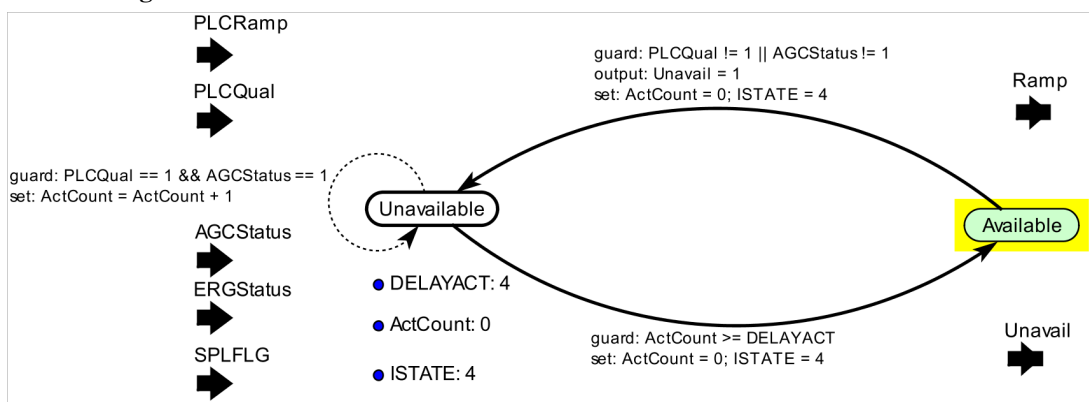 PLCRamp
PLCQual
guard: PLCQual != 1 || AGCStatus != 1
output: Unavail = 1
set: ActCount = 0; ISTATE = 4
Ramp
guard: PLCQual == 1 && AGCStatus == 1
set: ActCount = ActCount + 1
Unavailable
Available
AGCStatus
ERGStatus
SPLFLG
DELAYACT: 4
ActCount: 0
ISTATE: 4
guard: ActCount >= DELAYACT
set: ActCount = 0; ISTATE = 4
Unavail